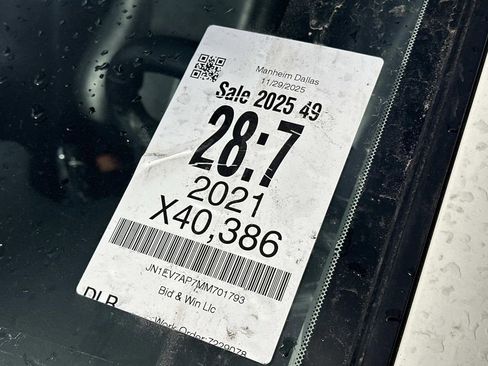 Manheim Dallas
11/29/2025
Sale 2025 49
28:7
2021
X40,386
JN1EV7AP7MM701793
Bid & Win Llc
DLR
Work Order:7229078